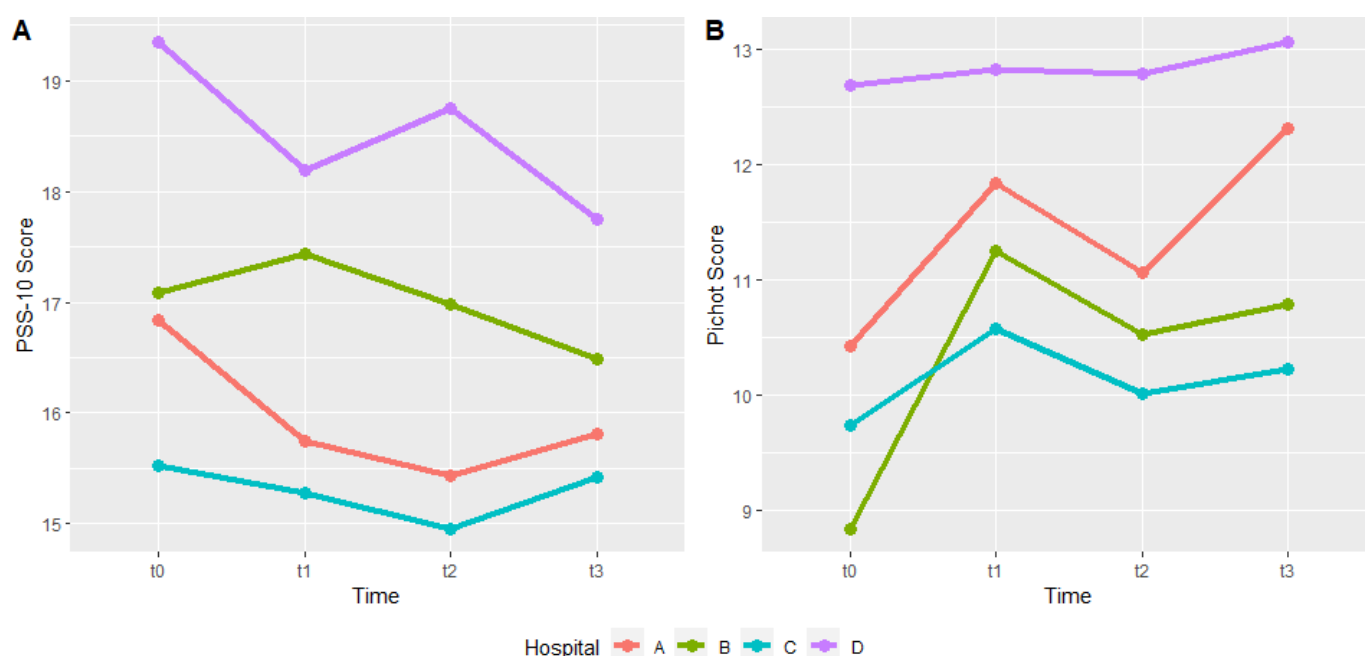 A
PSS-10 Score
19
18
17
16
15
t0 t1 t2 t3
Time
B
Pichot Score
13
12
11
10
9
t0 t1 t2 t3
Time
Hospital A B C D